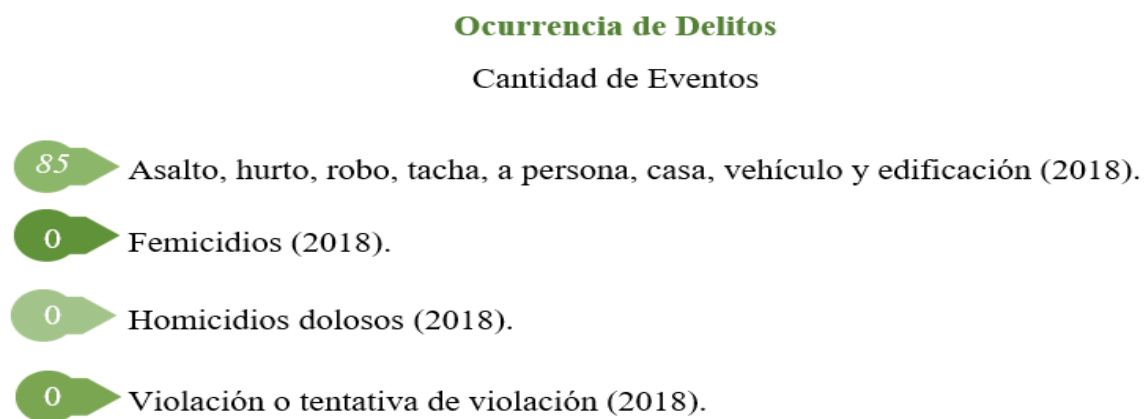 Ocurrencia de Delitos
Cantidad de Eventos
85 Asalto, hurto, robo, tacha, a persona, casa, vehículo y edificación (2018).
0 Femicidios (2018).
0 Homicidios dolosos (2018).
0 Violación o tentativa de violación (2018).